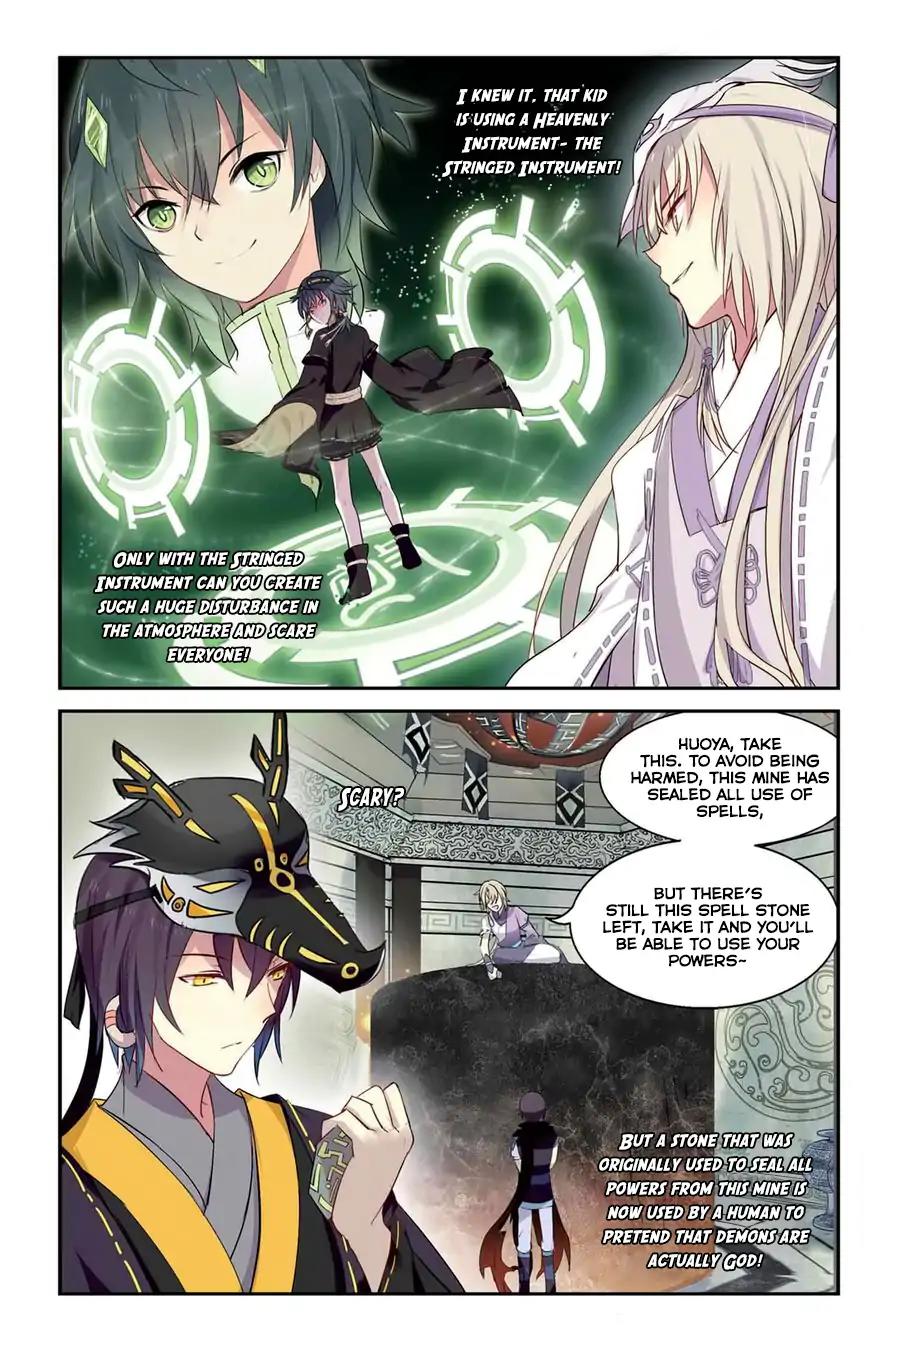 I KNEW IT, THAT KID
IS USING A HEAVENLY
INSTRUMENT- THE
STRINGED INSTRUMENT!
ONLY WITH THE STRINGED
INSTRUMENT CAN YOU CREATE
SUCH A HUGE DISTURBANCE IN
THE ATMOSPHERE AND SCARE
EVERYONE!
SCARY?
HUOYA, TAKE
THIS. TO AVOID BEING
HARMED, THIS MINE HAS
SEALED ALL USE OF
SPELLS,
BUT THERE'S
STILL THIS SPELL STONE
LEFT, TAKE IT AND YOU'LL
BE ABLE TO USE YOUR
POWERS~
BUT A STONE THAT WAS
ORIGINALLY USED TO SEAL ALL
POWERS FROM THIS MINE IS
NOW USED BY A HUMAN TO
PRETEND THAT DEMONS ARE
ACTUALLY GOD!